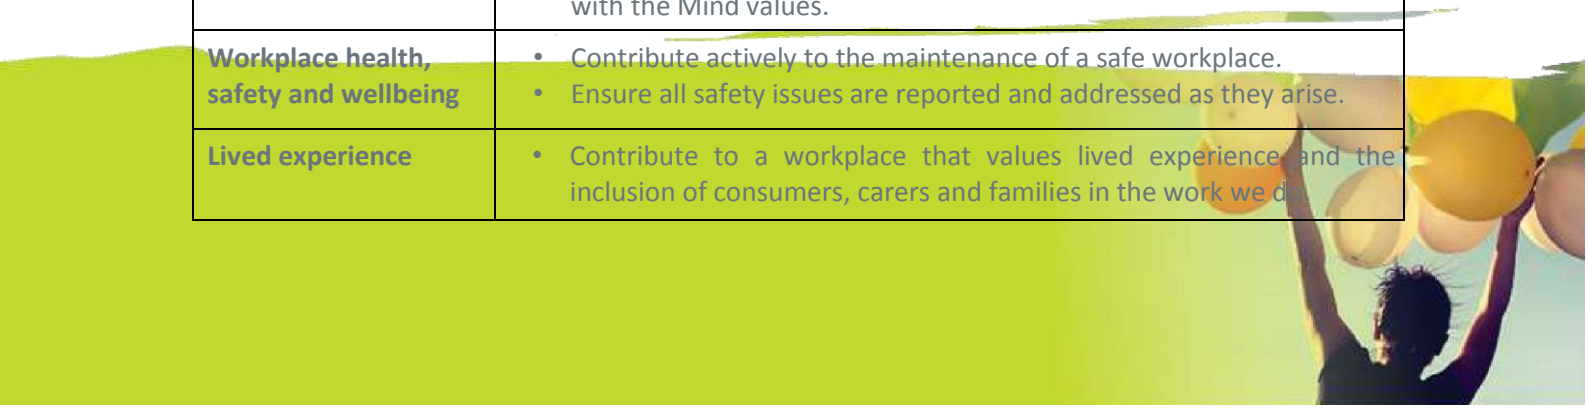 with the Mind values.
Workplace health,
safety and wellbeing
• Contribute actively to the maintenance of a safe workplace.
• Ensure all safety issues are reported and addressed as they arise.
Lived experience
• Contribute to a workplace that values lived experience and the
inclusion of consumers, carers and families in the work we do